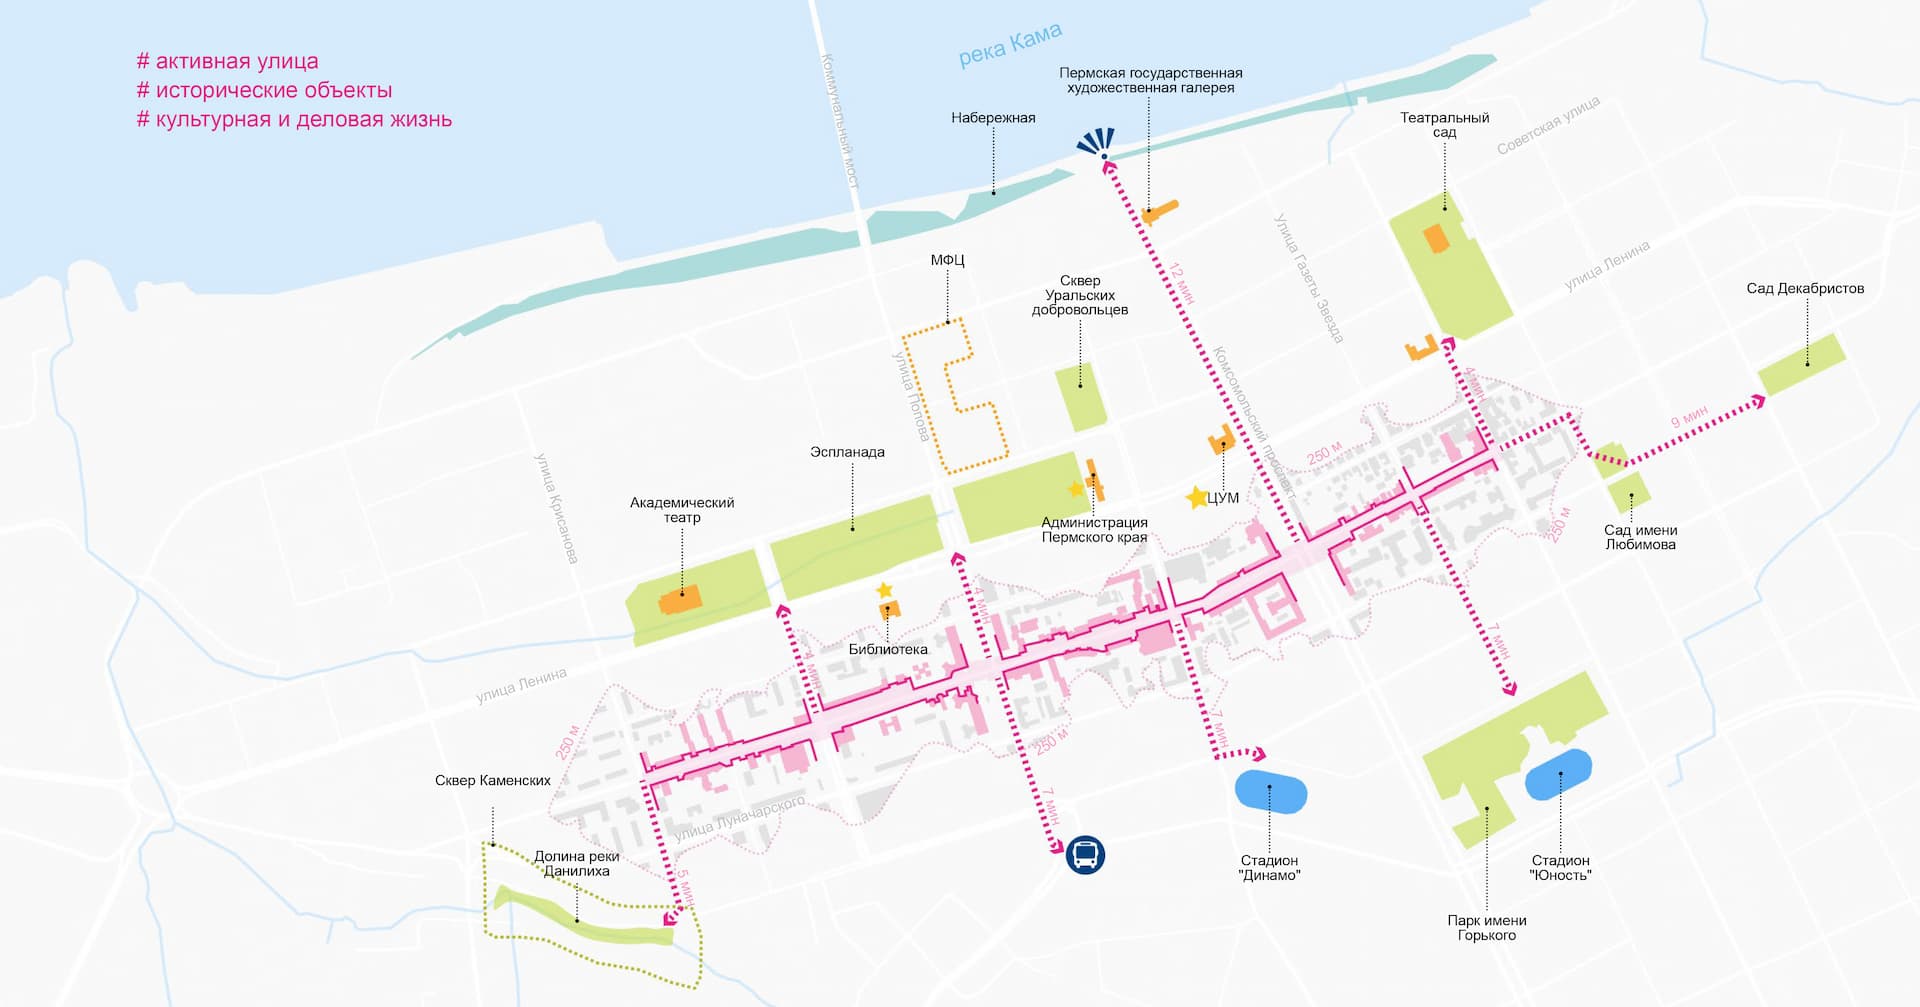 # активная улица
# исторические объекты
# культурная и деловая жизнь
река Кама
Коммунальный мост
Пермская государственная
художественная галерея
Набережная
Театральный
сад
Советская улица
Улица Газеты Звезда
улица Ленина
Сад Декабристов
МФЦ
Сквер
Уральских
добровольцев
12 мин
улица Попова
Комсомольский проспект
4 мин
9 мин
Эспланада
250 м
улица Крисанова
Академический
театр
ЦУМ
Администрация
Пермского края
250 м
Сад имени
Любимова
4 мин
Библиотека
4 мин
7 мин
улица Ленина
250 м
7 мин
250 м
Сквер Каменских
7 мин
улица Луначарского
Долина реки
Данилиха
5 мин
Стадион
"Динамо"
Стадион
"Юность"
Парк имени
Горького